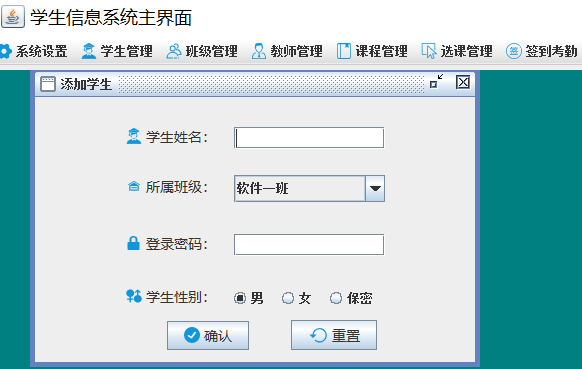 学生信息系统主界面
系统设置 学生管理 班级管理 教师管理 课程管理 选课管理 签到考勤
添加学生
学生姓名：
所属班级： 软件一班
登录密码：
学生性别： 男 女 保密
确认 重置